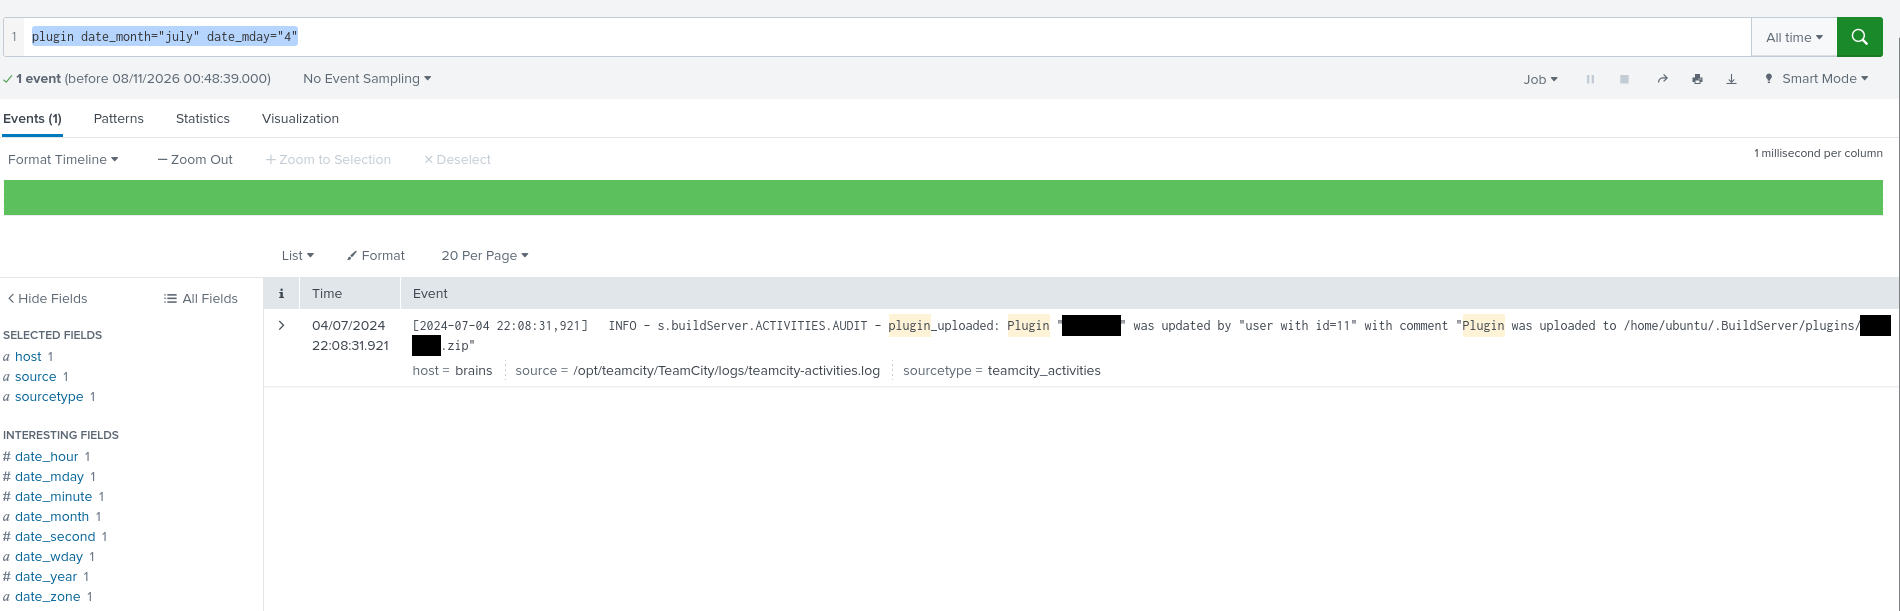 1 plugin date_month="july" date_mday="4" All time
1 event (before 08/11/2026 00:48:39.000) No Event Sampling Job Smart Mode
Events (1) Patterns Statistics Visualization
Format Timeline — Zoom Out + Zoom to Selection × Deselect 1 millisecond per column
List Format 20 Per Page
< Hide Fields All Fields i Time Event
SELECTED FIELDS
a host 1
a source 1
a sourcetype 1
INTERESTING FIELDS
# date_hour 1
# date_mday 1
# date_minute 1
a date_month 1
# date_second 1
a date_wday 1
# date_year 1
a date_zone 1
> 04/07/2024 [2024-07-04 22:08:31,921] INFO - s.buildServer.ACTIVITIES.AUDIT - plugin_uploaded: Plugin "" was updated by "user with id=11" with comment "Plugin was uploaded to /home/ubuntu/.BuildServer/plugins/
22:08:31.921 .zip"
host = brains source = /opt/teamcity/TeamCity/logs/teamcity-activities.log sourcetype = teamcity_activities